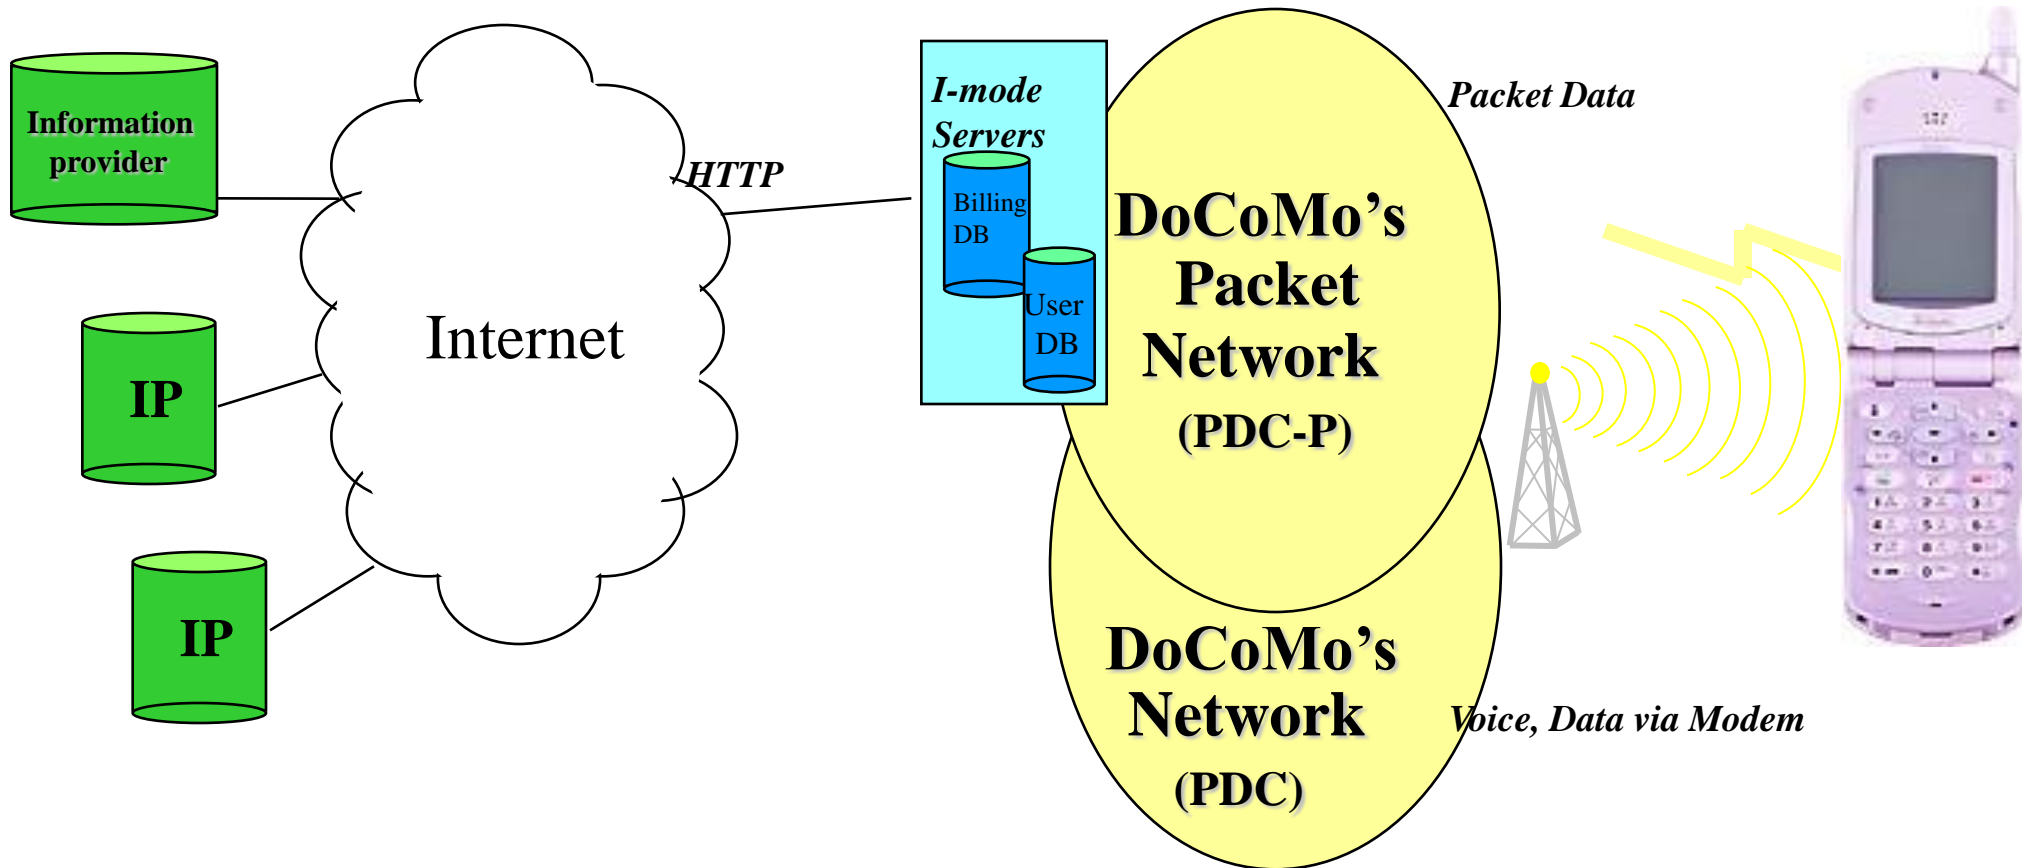 Information
provider
IP
IP
Internet
HTTP
I-mode
Servers
Billing
DB
User
DB
DoCoMo’s
Packet
Network
(PDC-P)
DoCoMo’s
Network
(PDC)
Packet Data
Voice, Data via Modem